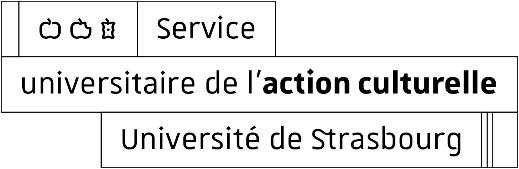 Service
universitaire de l'action culturelle
Université de Strasbourg